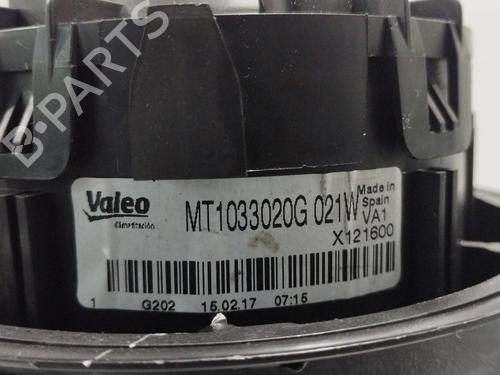 B-PARTS
Valeo
Climatización
MT1033020G 021W
Made in
Spain
VA1
X121600
1 G202 15.02.17 07:15